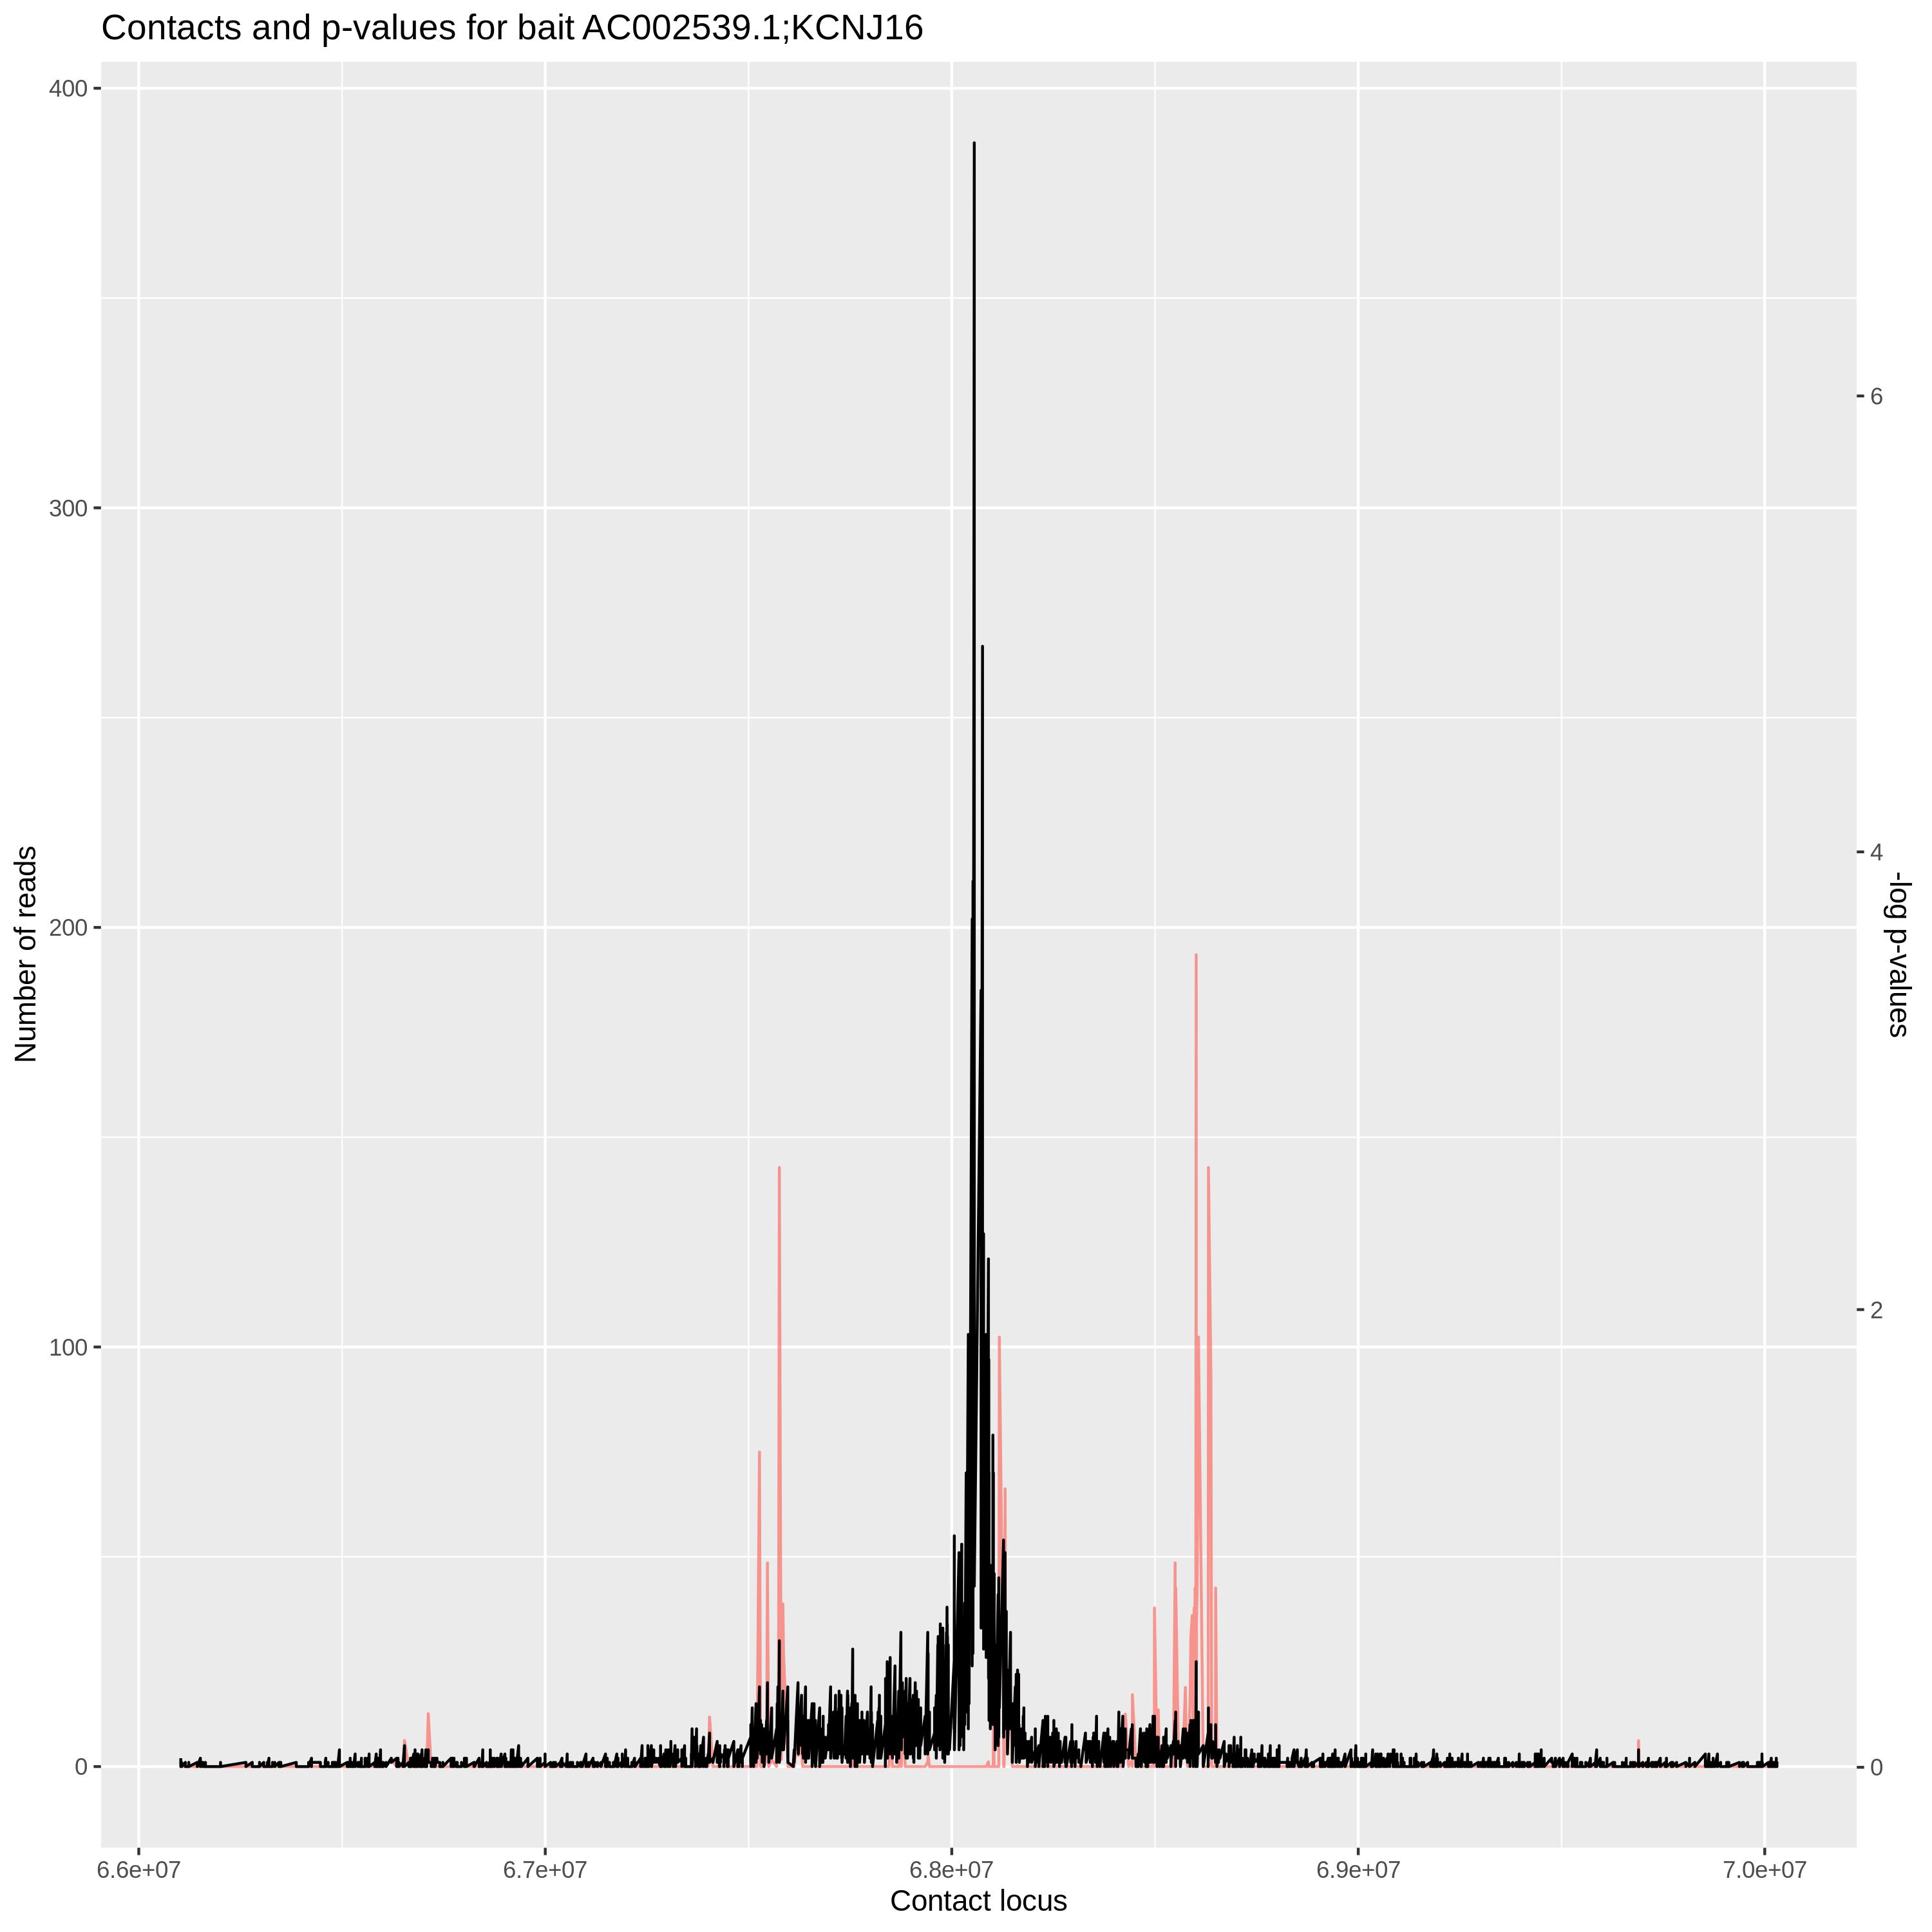 Contacts and p-values for bait AC002539.1;KCNJ16
400
300
200
100
0
Number of reads
6
4
2
0
-log p-values
6.6e+07
6.7e+07
6.8e+07
6.9e+07
7.0e+07
Contact locus